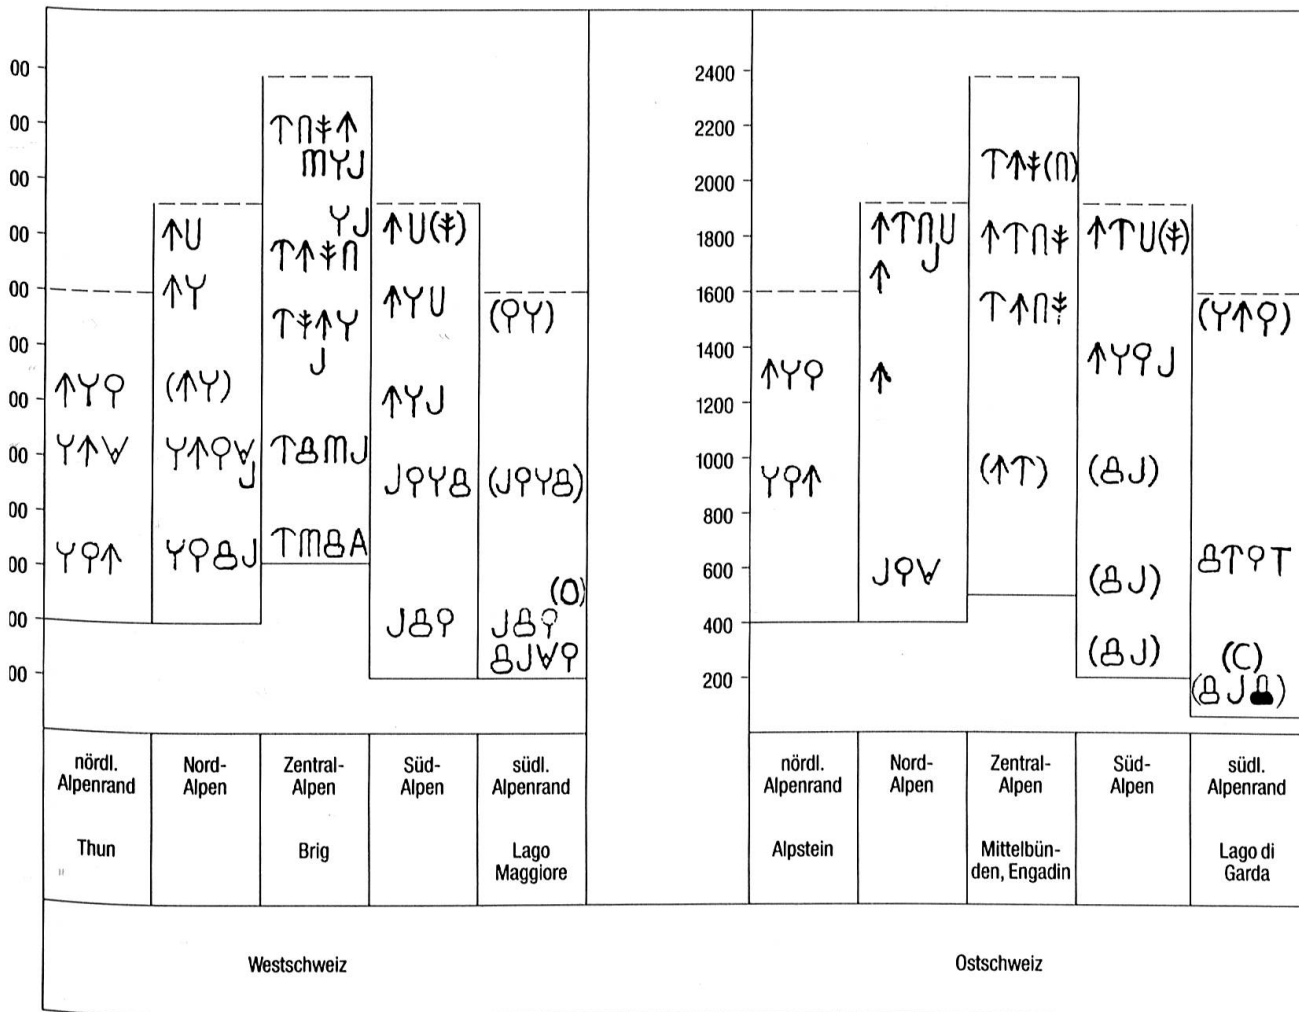 00
00
00
00
00
00
00
00
00
00
00
00
2400
2200
2000
1800
1600
1400
1200
1000
800
600
400
200
nördl.
Alpenrand
Thun
Nord-
Alpen
Zentral-
Alpen
Brig
Süd-
Alpen
südl.
Alpenrand
Lago
Maggiore
nördl.
Alpenrand
Alpstein
Nord-
Alpen
Zentral-
Alpen
Mittelbün-
den, Engadin
Süd-
Alpen
südl.
Alpenrand
Lago di
Garda
Westschweiz
Ostschweiz